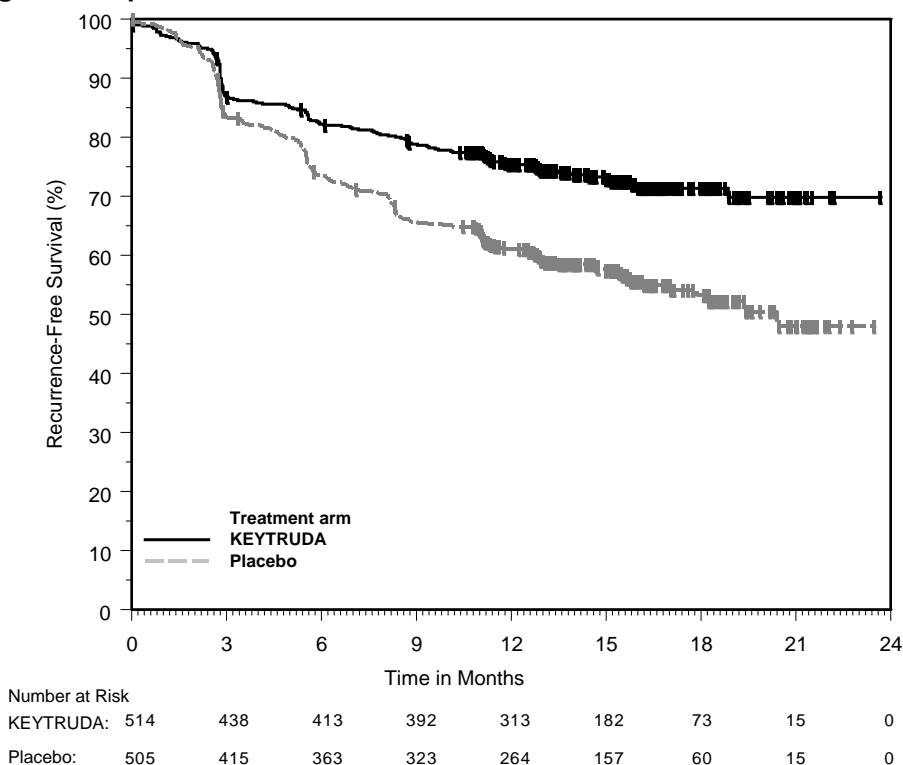 100
90
80
70
60
50
40
30
20
10
0
Recurrence-Free Survival (%)
Treatment arm
KEYTRUDA
Placebo
0 3 6 9 12 15 18 21 24
Time in Months
Number at Risk
KEYTRUDA: 514 438 413 392 313 182 73 15 0
Placebo: 505 415 363 323 264 157 60 15 0